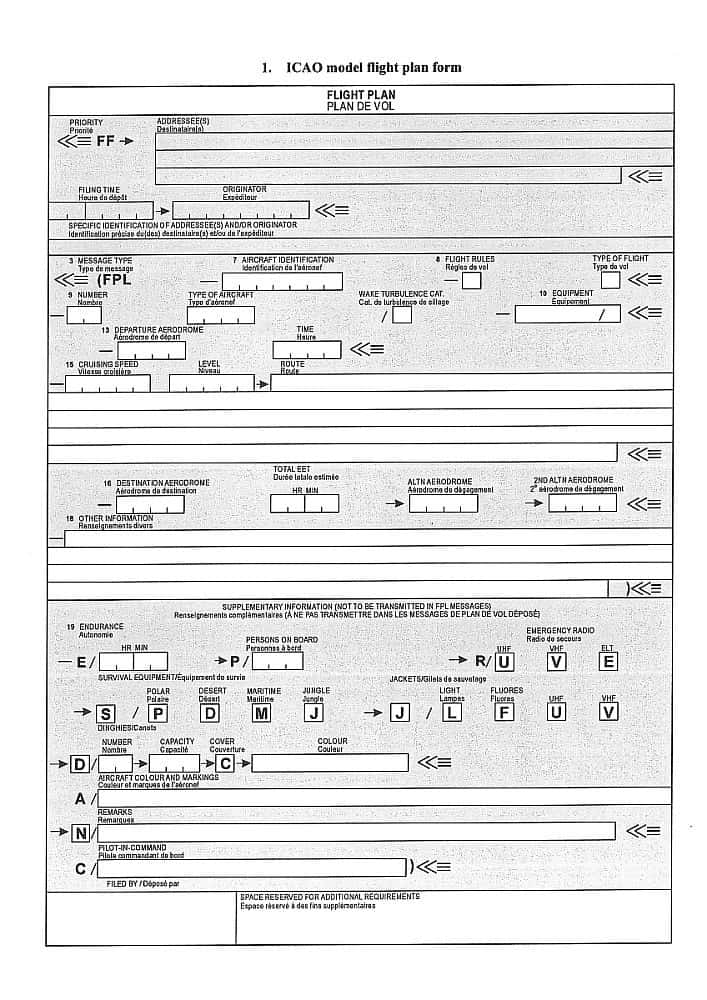 1. ICAO model flight plan form
FLIGHT PLAN
PLAN DE VOL
PRIORITY
Priorité
ADDRESSEE(S)
Destinataire(s)
<<≡ FF →
<<≡
FILING TIME
Heure de dépôt
ORIGINATOR
Expéditeur
→ <<≡
SPECIFIC IDENTIFICATION OF ADDRESSEE(S) AND/OR ORIGINATOR
Identification précise du(des) destinataire(s) et/ou de l'expéditeur
3 MESSAGE TYPE
Type de message
7 AIRCRAFT IDENTIFICATION
Identification de l'aéronef
8 FLIGHT RULES
Règles de vol
TYPE OF FLIGHT
Type de vol
<<≡ (FPL — — <<≡
9 NUMBER
Nombre
TYPE OF AIRCRAFT
Type d'aéronef
WAKE TURBULENCE CAT.
Cat. de turbulence de sillage
10 EQUIPMENT
Équipement
— / — / <<≡
13 DEPARTURE AERODROME
Aérodrome de départ
TIME
Heure
— <<≡
15 CRUISING SPEED
Vitesse croisière
LEVEL
Niveau
ROUTE
Route
— →
<<≡
16 DESTINATION AERODROME
Aérodrome de destination
TOTAL EET
Durée totale estimée
HR MIN
ALTN AERODROME
Aérodrome de dégagement
2ND ALTN AERODROME
2e aérodrome de dégagement
— → → <<≡
18 OTHER INFORMATION
Renseignements divers
—
)<<≡
SUPPLEMENTARY INFORMATION (NOT TO BE TRANSMITTED IN FPL MESSAGES)
Renseignements complémentaires (À NE PAS TRANSMETTRE DANS LES MESSAGES DE PLAN DE VOL DÉPOSÉ)
19 ENDURANCE
Autonomie
HR MIN
PERSONS ON BOARD
Personnes à bord
EMERGENCY RADIO
Radio de secours
UHF VHF ELT
— E / → P / → R/ U V E
SURVIVAL EQUIPMENT/Équipement de survie
POLAR
Polaire
DESERT
Désert
MARITIME
Maritime
JUNGLE
Jungle
JACKETS/Gilets de sauvetage
LIGHT
Lampes
FLUORES
Fluores
UHF VHF
→ S / P D M J → J / L F U V
DINGHIES/Canots
NUMBER
Nombre
CAPACITY
Capacité
COVER
Couverture
COLOUR
Couleur
→ D / → → C → <<≡
AIRCRAFT COLOUR AND MARKINGS
Couleur et marques de l'aéronef
A /
REMARKS
Remarques
→ N / <<≡
PILOT-IN-COMMAND
Pilote commandant de bord
C / )<<≡
FILED BY / Déposé par
SPACE RESERVED FOR ADDITIONAL REQUIREMENTS
Espace réservé à des fins supplémentaires